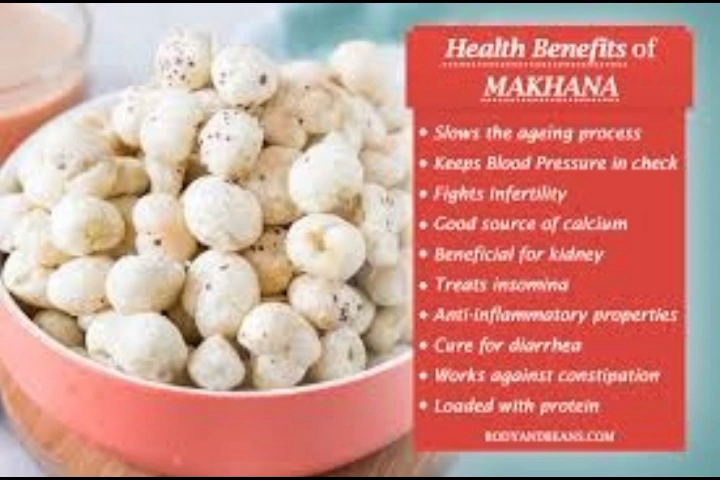 Health Benefits of
MAKHANA
• Slows the ageing process
• Keeps Blood Pressure in check
• Fights Infertility
• Good source of calcium
• Beneficial for kidney
• Treats insomina
• Anti-inflammatory properties
• Cure for diarrhea
• Works against constipation
• Loaded with protein
BODYANDBEANS.COM